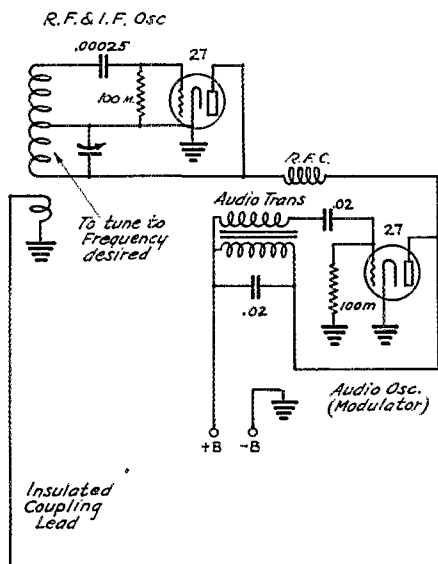 R.F. & I.F. Osc
.00025
27
100 M.
R.F.C.
To tune to
Frequency
desired
Audio Trans
.02
27
.02
100m
Audio Osc.
(Modulator)
+B
-B
Insulated
Coupling
Lead